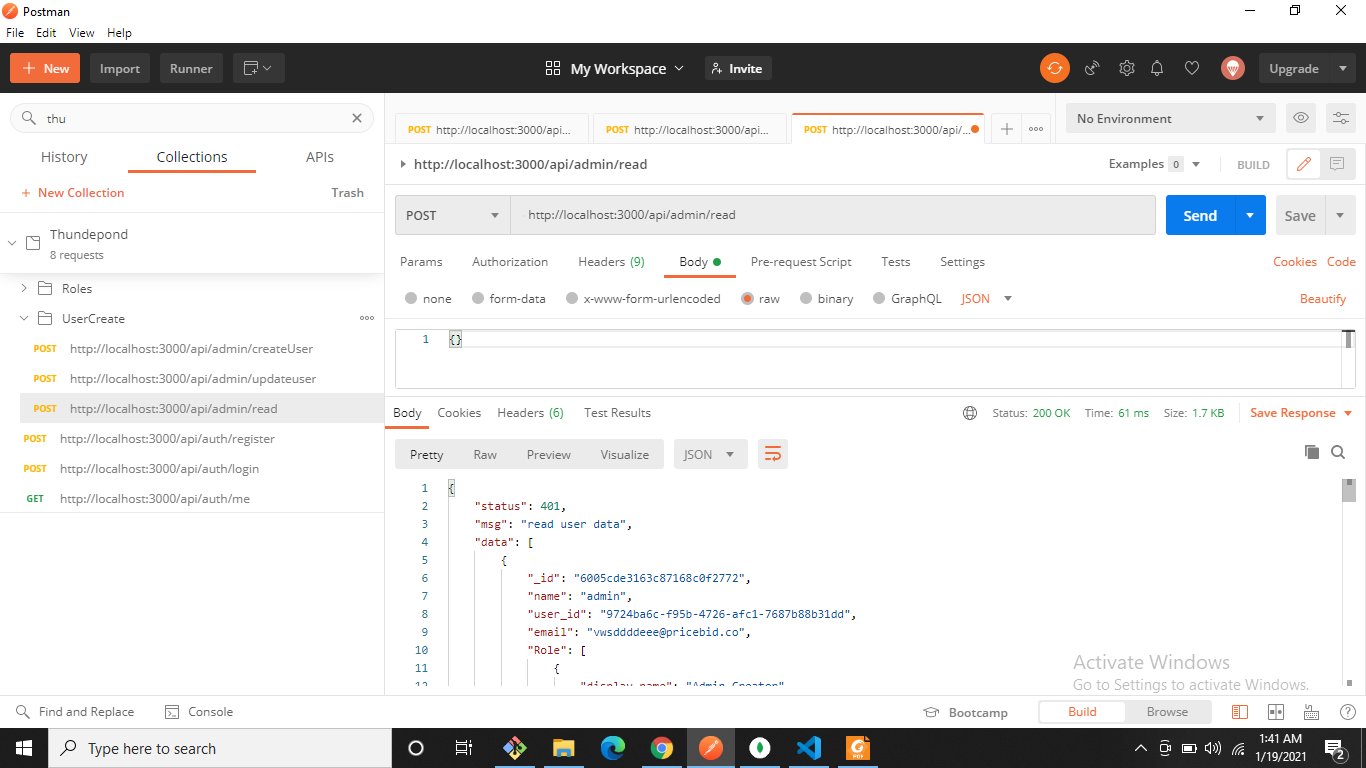 Postman
File Edit View Help
+ New Import Runner My Workspace Invite Upgrade
thu
History Collections APIs
+ New Collection Trash
Thundepond
8 requests
Roles
UserCreate
POST http://localhost:3000/api/admin/createUser
POST http://localhost:3000/api/admin/updateuser
POST http://localhost:3000/api/admin/read
POST http://localhost:3000/api/auth/register
POST http://localhost:3000/api/auth/login
GET http://localhost:3000/api/auth/me
POST http://localhost:3000/api... POST http://localhost:3000/api... POST http://localhost:3000/api/... No Environment
http://localhost:3000/api/admin/read Examples 0 BUILD
POST http://localhost:3000/api/admin/read Send Save
Params Authorization Headers (9) Body Pre-request Script Tests Settings Cookies Code
none form-data x-www-form-urlencoded raw binary GraphQL JSON Beautify
1 {}
Body Cookies Headers (6) Test Results Status: 200 OK Time: 61 ms Size: 1.7 KB Save Response
Pretty Raw Preview Visualize JSON
1 {
2 "status": 401,
3 "msg": "read user data",
4 "data": [
5 {
6 "_id": "6005cde3163c87168c0f2772",
7 "name": "admin",
8 "user_id": "9724ba6c-f95b-4726-afc1-7687b88b31dd",
9 "email": "vwsddddeee@pricebid.co",
10 "Role": [
11 {
12 "display_name": "Admin Creater"
Activate Windows
Go to Settings to activate Windows.
Find and Replace Console Bootcamp Build Browse
Type here to search
PDF
1:41 AM
1/19/2021
2